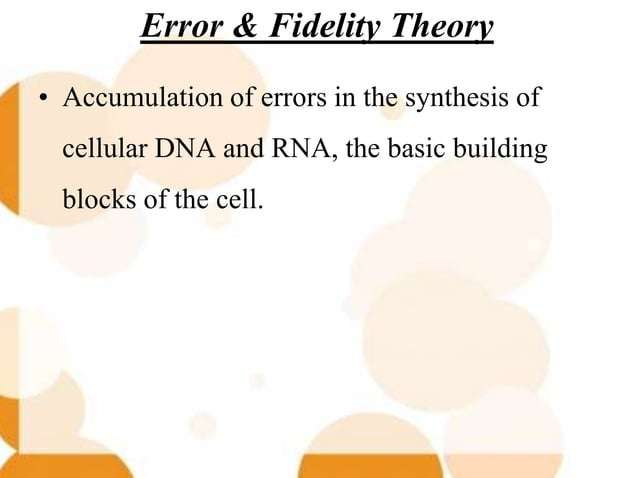 Error & Fidelity Theory
• Accumulation of errors in the synthesis of
cellular DNA and RNA, the basic building
blocks of the cell.